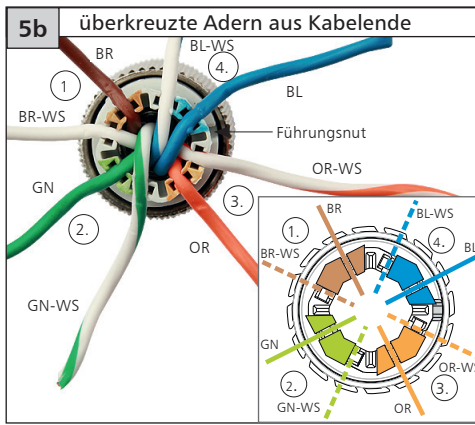 5b überkreuzte Adern aus Kabelende
BR
BL-WS
1
4.
BL
BR-WS
Führungsnut
GN
OR-WS
2.
3.
OR
GN-WS
BR
BL-WS
1.
4.
BR-WS
BL
GN
OR-WS
2.
3.
GN-WS
OR